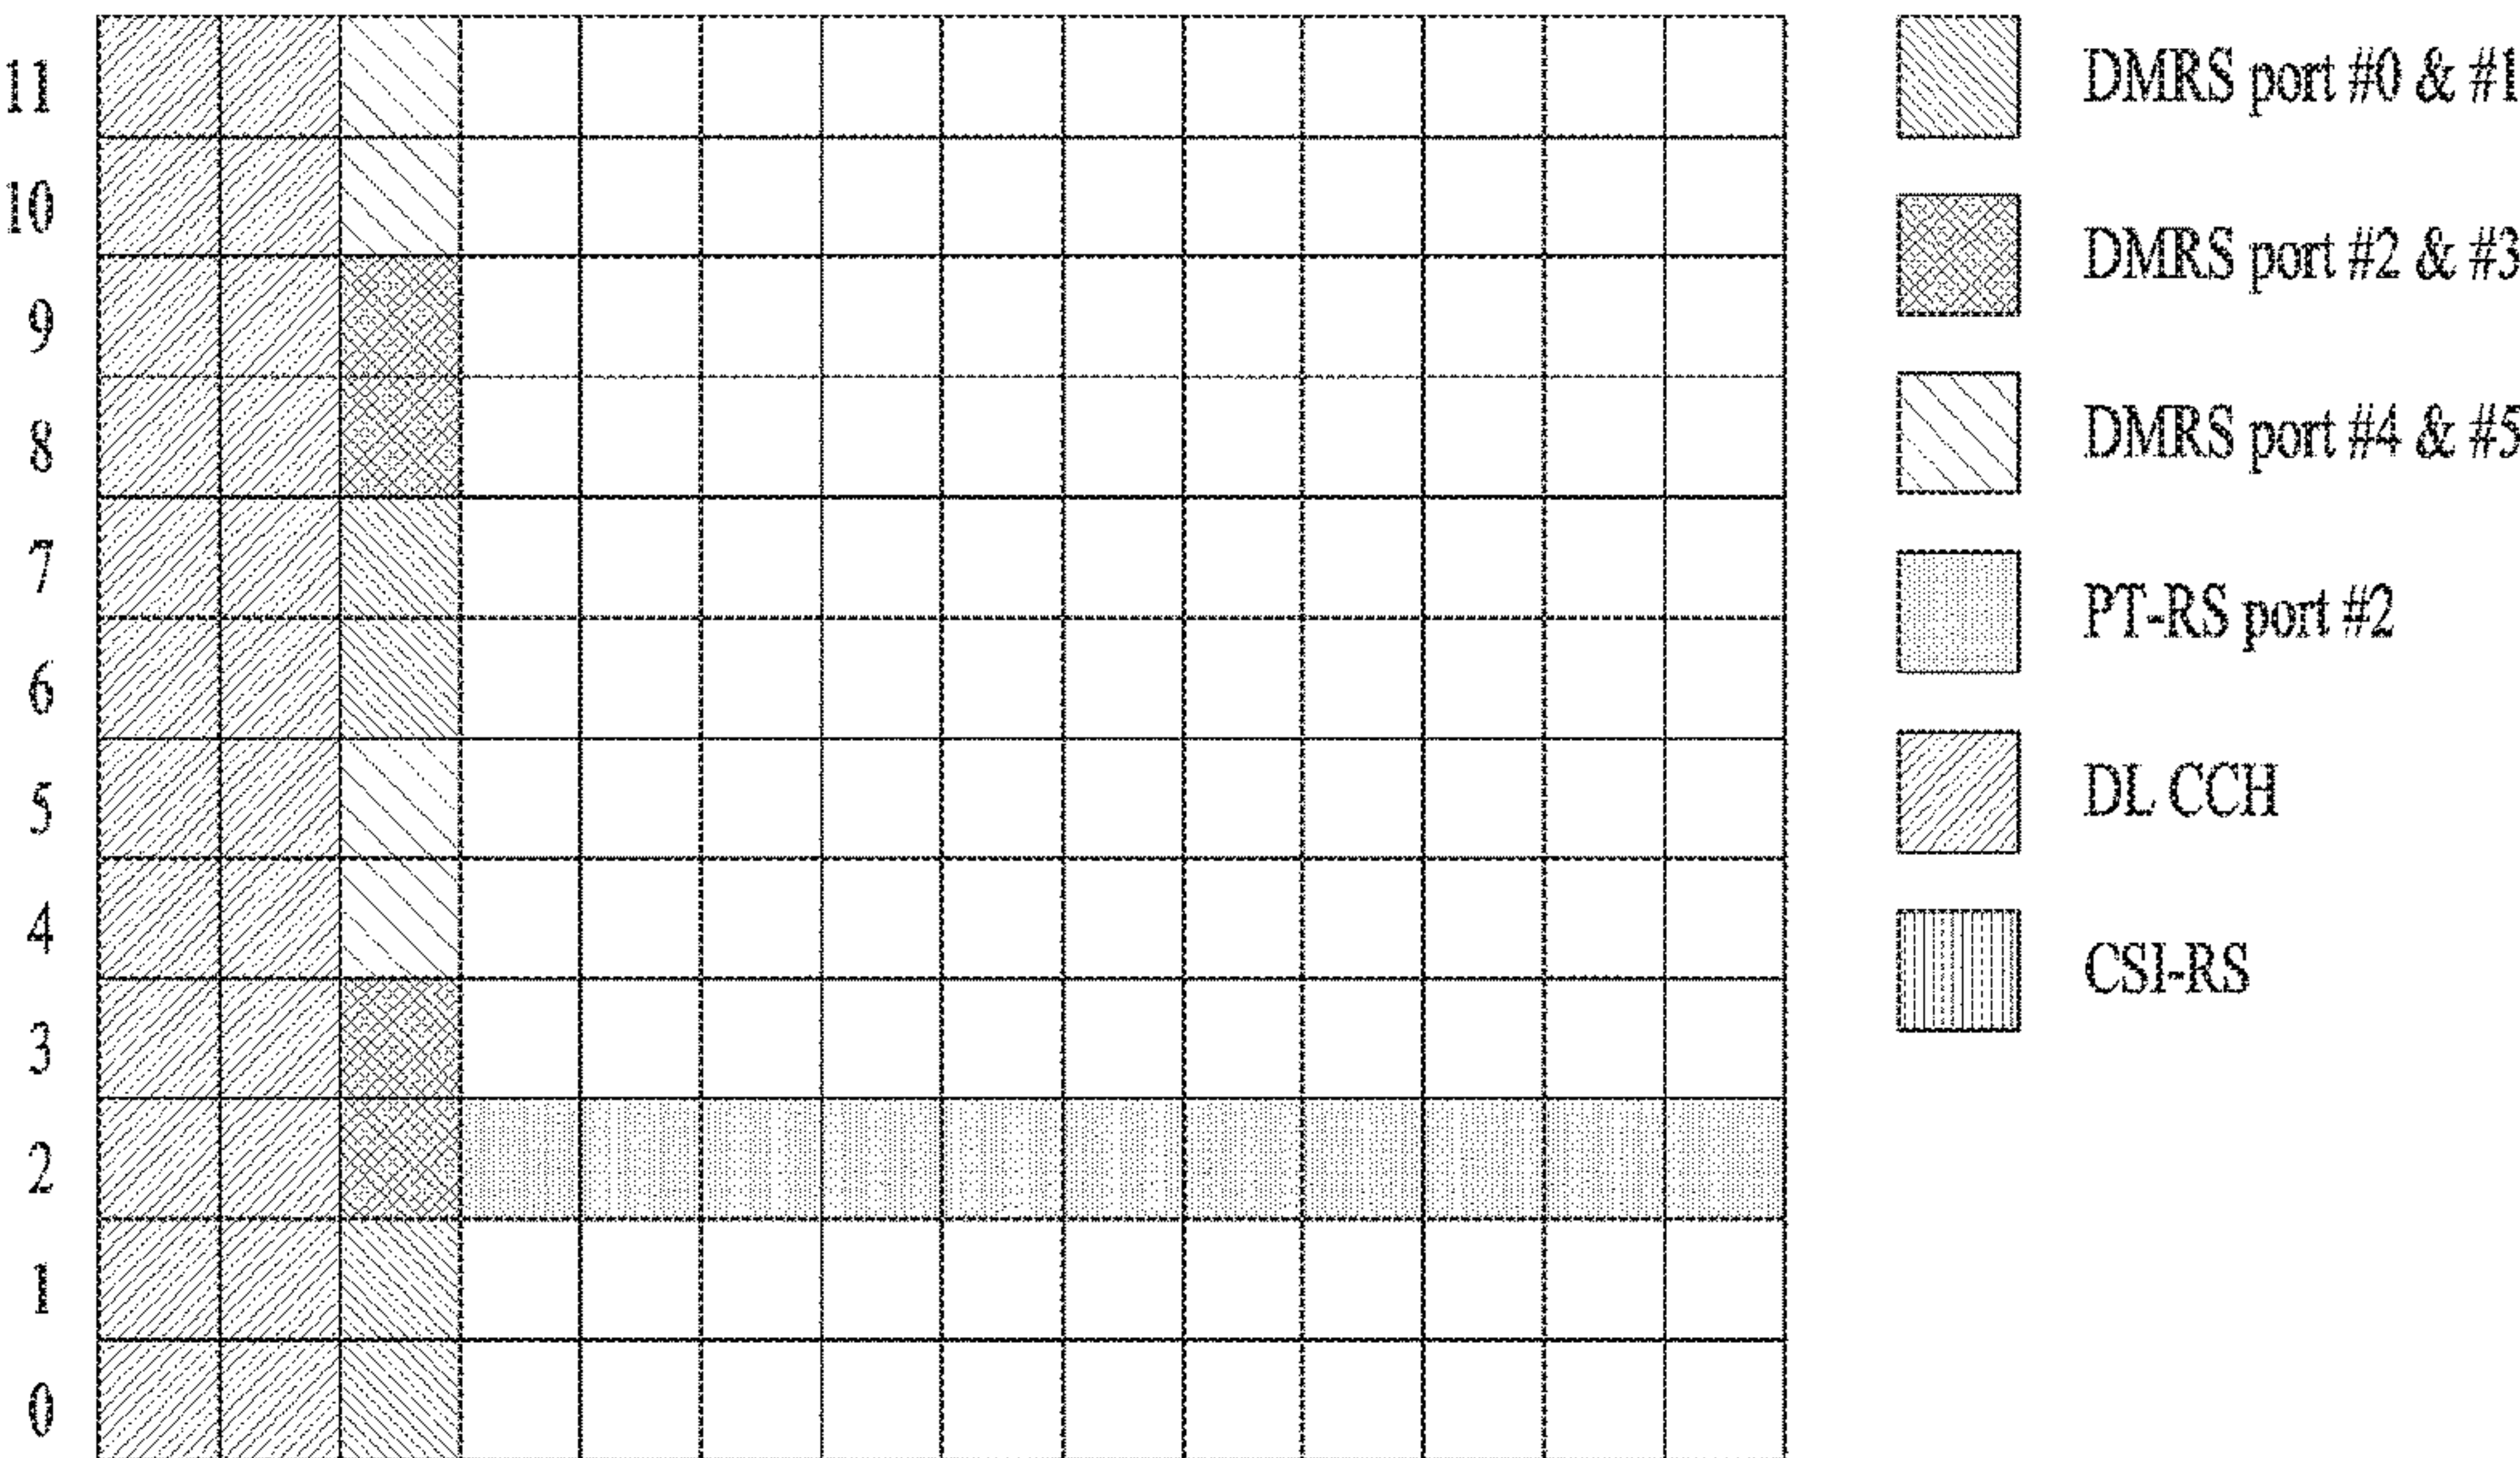 11
10
9
8
7
6
5
4
3
2
1
0
DMRS port #0 & #1
DMRS port #2 & #3
DMRS port #4 & #5
PT-RS port #2
DL CCH
CSI-RS